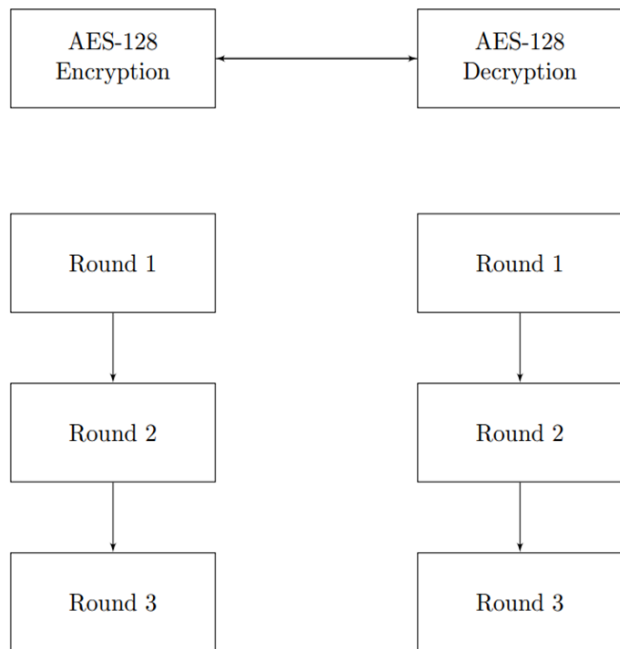 AES-128
Encryption
AES-128
Decryption
Round 1
Round 1
Round 2
Round 2
Round 3
Round 3